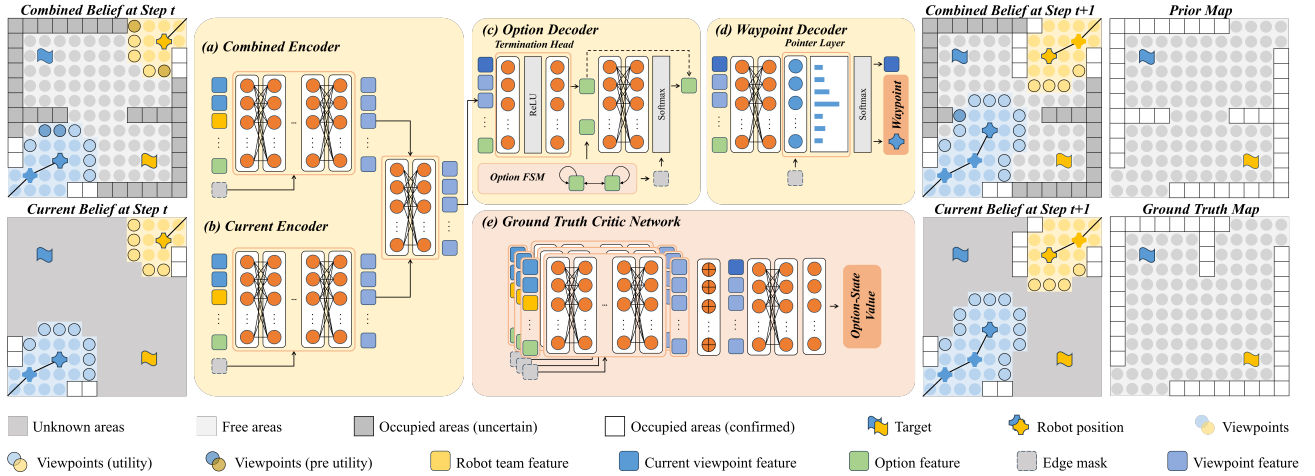 Combined Belief at Step t
Current Belief at Step t
(a) Combined Encoder
...
(b) Current Encoder
...
(c) Option Decoder
Termination Head
ReLU
Softmax
Option FSM
(d) Waypoint Decoder
Pointer Layer
Softmax
Waypoint
(e) Ground Truth Critic Network
...
Option-State
Value
Combined Belief at Step t+1
Prior Map
Current Belief at Step t+1
Ground Truth Map
Unknown areas
Free areas
Occupied areas (uncertain)
Occupied areas (confirmed)
Target
Robot position
Viewpoints
Viewpoints (utility)
Viewpoints (pre utility)
Robot team feature
Current viewpoint feature
Option feature
Edge mask
Viewpoint feature